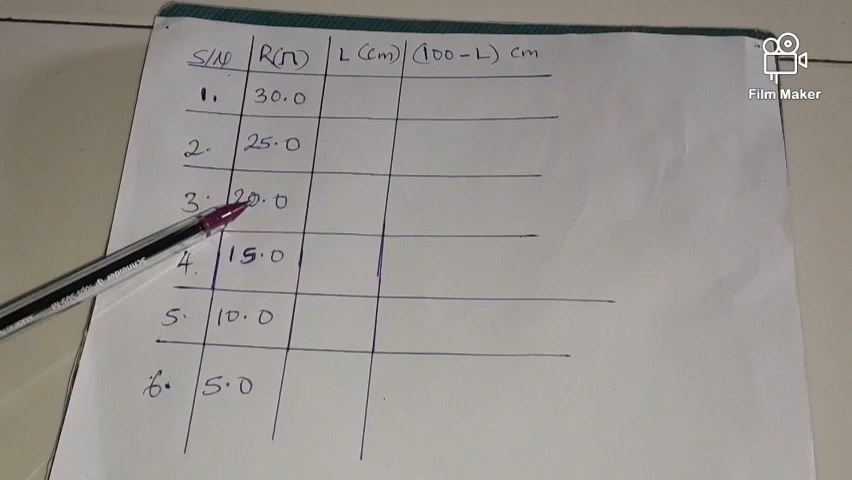 S/N R(Ω) L (cm) (100-L) cm
1. 30.0
2. 25.0
3. 20.0
4. 15.0
5. 10.0
6. 5.0
Film Maker
Schneider